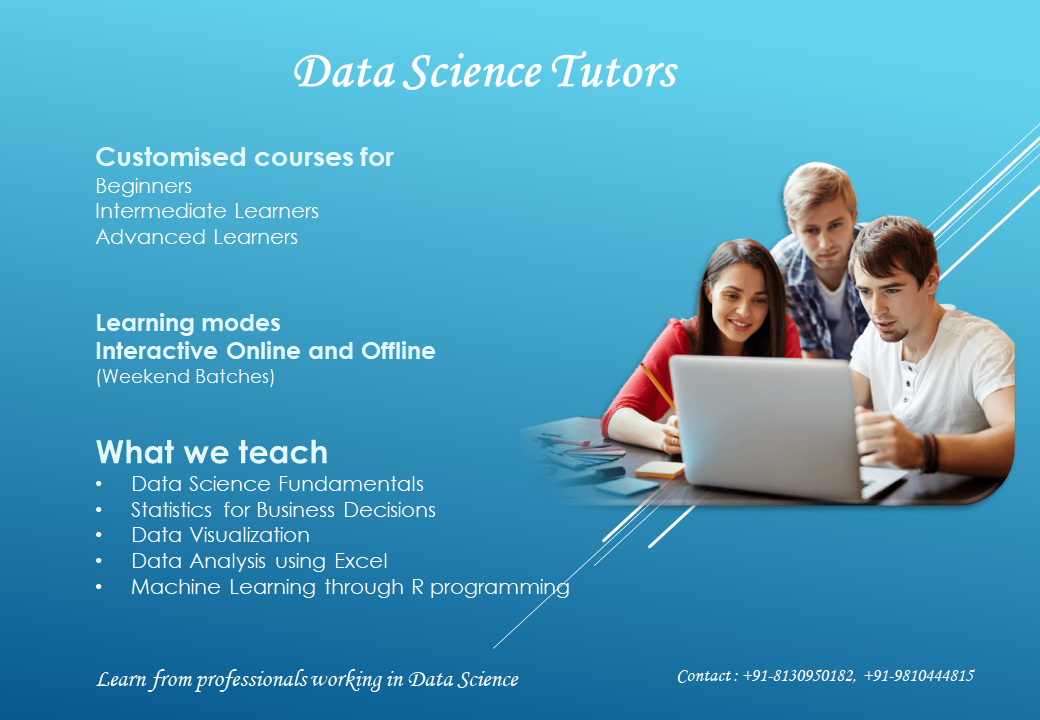 Data Science Tutors
Customised courses for
Beginners
Intermediate Learners
Advanced Learners
Learning modes
Interactive Online and Offline
(Weekend Batches)
What we teach
• Data Science Fundamentals
• Statistics for Business Decisions
• Data Visualization
• Data Analysis using Excel
• Machine Learning through R programming
Learn from professionals working in Data Science
Contact : +91-8130950182, +91-9810444815